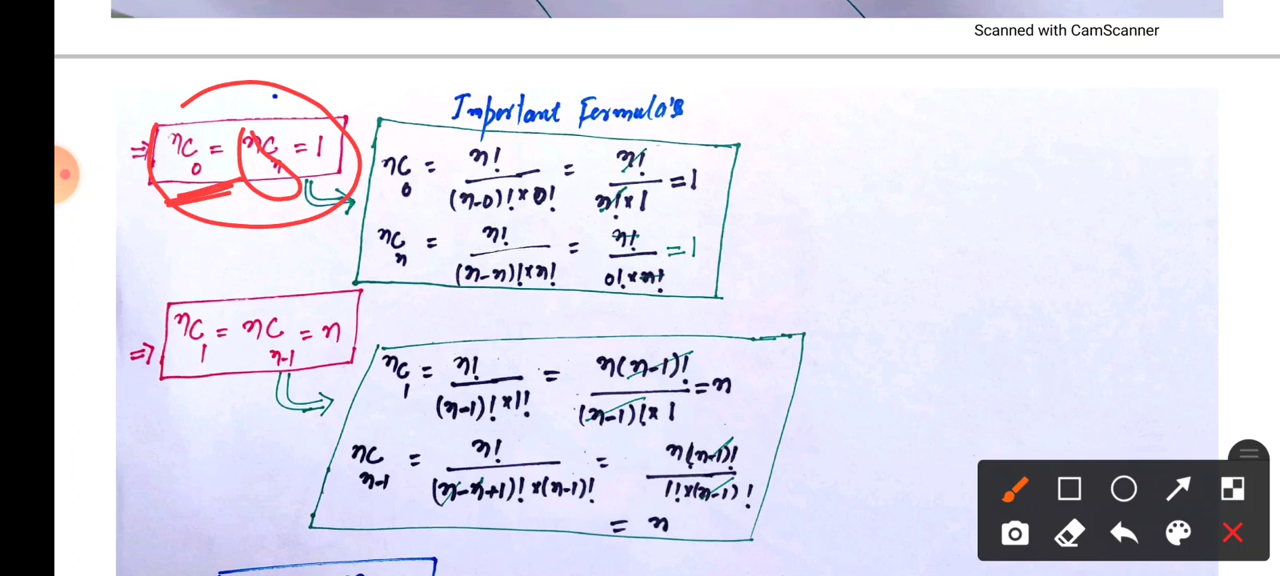 Scanned with CamScanner
Important Formula's
⇒ nC₀ = nCₙ = 1
nC₀ = n!/((n-0)! × 0!) = n!/(n! × 1) = 1
nCₙ = n!/((n-n)! × n!) = n!/(0! × n!) = 1
⇒ nC₁ = nCₙ₋₁ = n
nC₁ = n!/((n-1)! × 1!) = n(n-1)!/((n-1)! × 1) = n
nCₙ₋₁ = n!/((n-n+1)! × (n-1)!) = n(n-1)!/(1! × (n-1)!)
= n